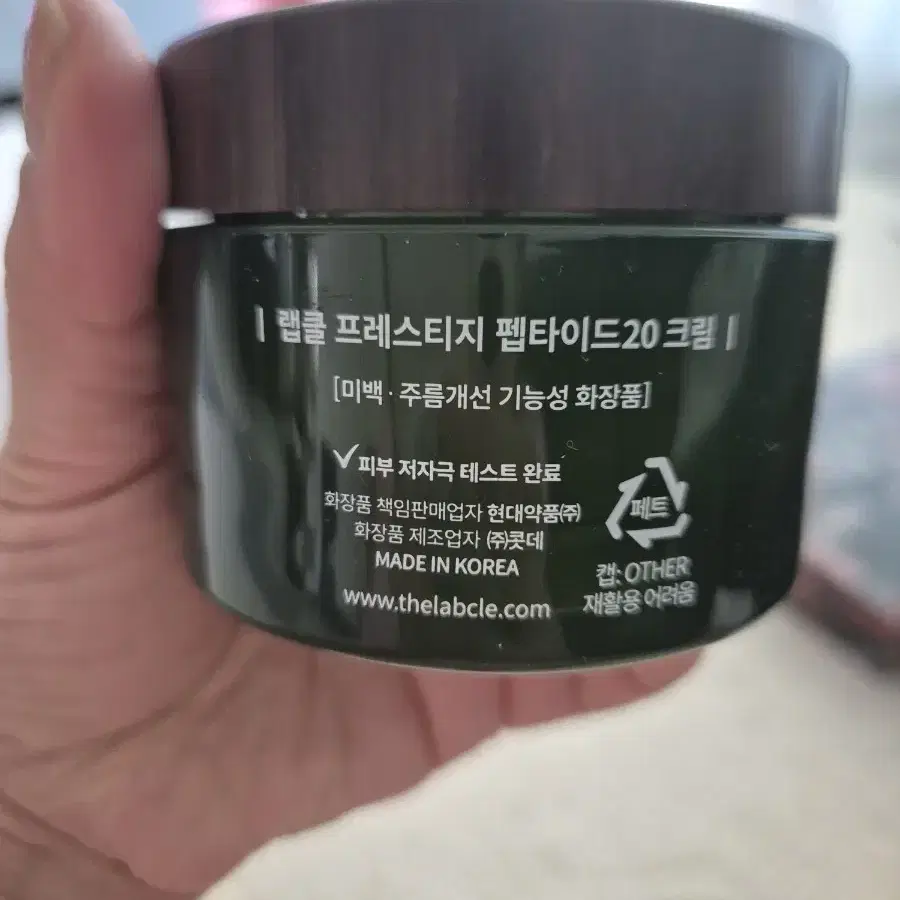 | 랩클 프레스티지 펩타이드20 크림 |
[미백 · 주름개선 기능성 화장품]
✓피부 저자극 테스트 완료
화장품 책임판매업자 현대약품㈜
화장품 제조업자 ㈜콧데
MADE IN KOREA
www.thelabcle.com
페트
캡: OTHER
재활용 어려움